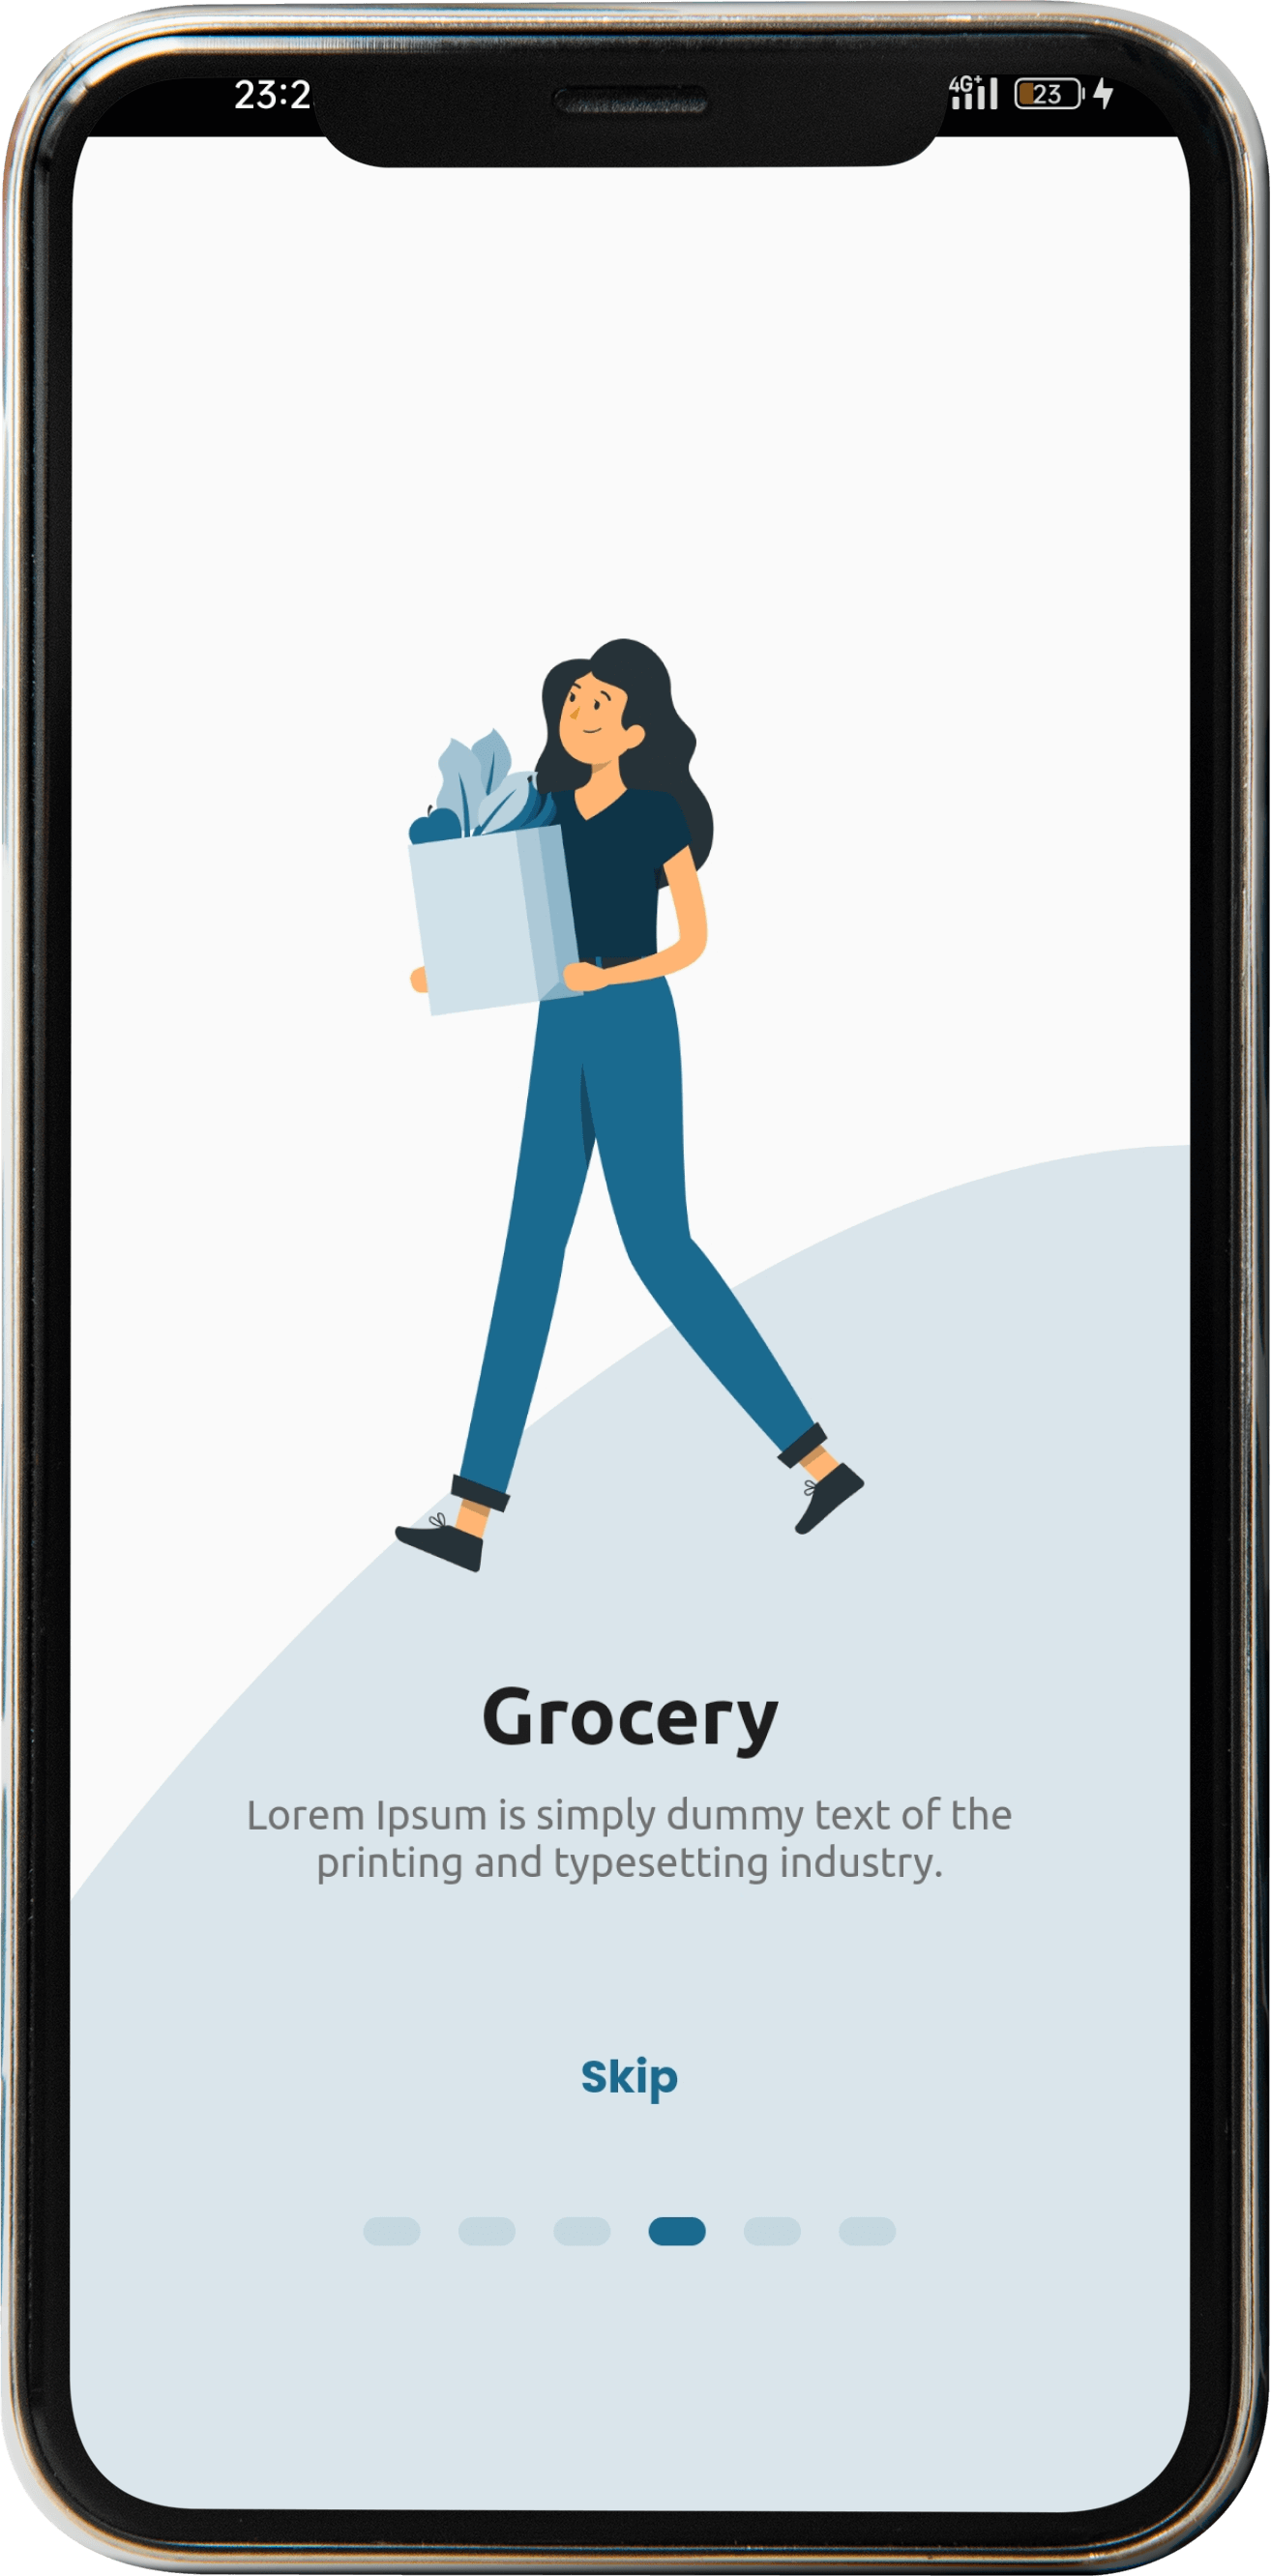 23:2
4G+
23
Grocery
Lorem Ipsum is simply dummy text of the
printing and typesetting industry.
Skip